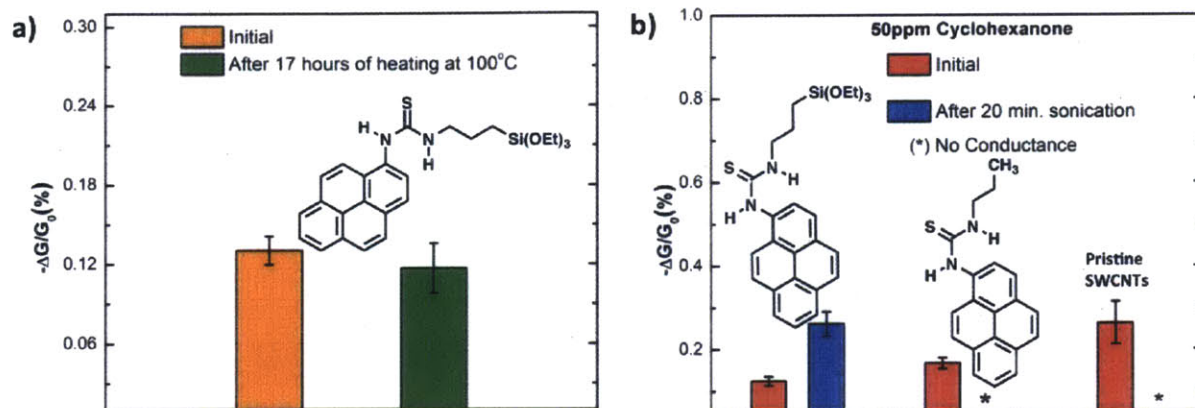 a)
0.30
0.24
0.18
0.12
0.06
-ΔG/G₀(%)
Initial
After 17 hours of heating at 100°C
S
H
N
N
H
Si(OEt)₃
b)
1.0
0.8
0.6
0.4
0.2
-ΔG/G₀(%)
50ppm Cyclohexanone
Initial
After 20 min. sonication
(*) No Conductance
Si(OEt)₃
S
N
H
H
N
CH₃
S
N
H
H
N
Pristine
SWCNTs
*
*